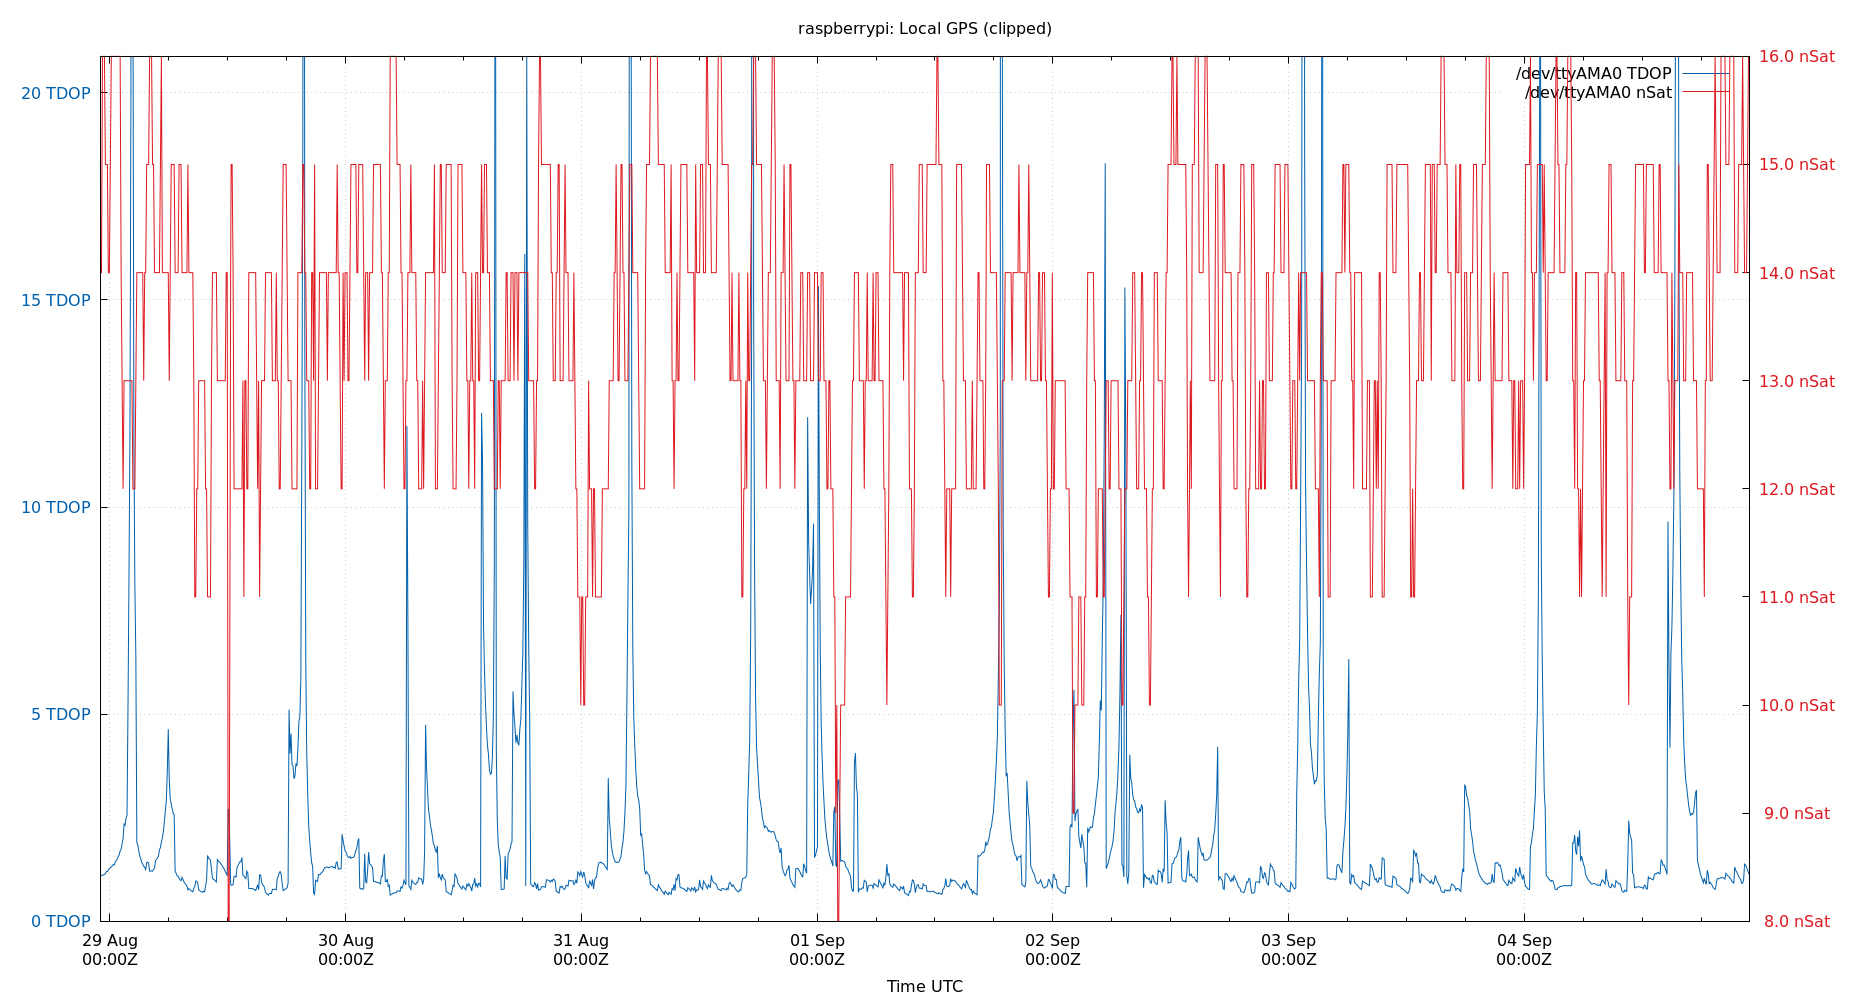 raspberrypi: Local GPS (clipped)
16.0 nSat
/dev/ttyAMA0 TDOP
/dev/ttyAMA0 nSat
20 TDOP
15.0 nSat
14.0 nSat
15 TDOP
13.0 nSat
12.0 nSat
10 TDOP
11.0 nSat
10.0 nSat
5 TDOP
9.0 nSat
0 TDOP
8.0 nSat
29 Aug
00:00Z
30 Aug
00:00Z
31 Aug
00:00Z
01 Sep
00:00Z
02 Sep
00:00Z
03 Sep
00:00Z
04 Sep
00:00Z
Time UTC